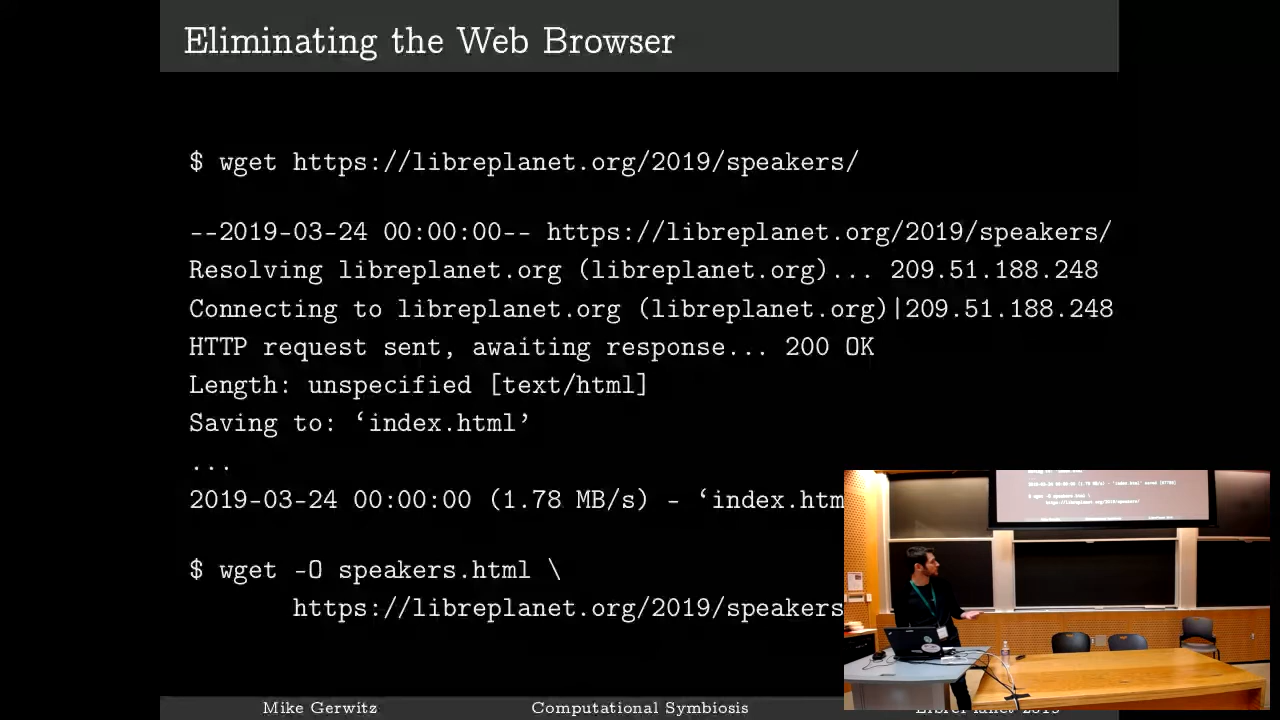 Eliminating the Web Browser
$ wget https://libreplanet.org/2019/speakers/
--2019-03-24 00:00:00-- https://libreplanet.org/2019/speakers/
Resolving libreplanet.org (libreplanet.org)... 209.51.188.248
Connecting to libreplanet.org (libreplanet.org)|209.51.188.248
HTTP request sent, awaiting response... 200 OK
Length: unspecified [text/html]
Saving to: ‘index.html’
...
2019-03-24 00:00:00 (1.78 MB/s) - ‘index.htm
$ wget -O speakers.html \
https://libreplanet.org/2019/speakers
Mike Gerwitz Computational Symbiosis LibrePlanet 2019